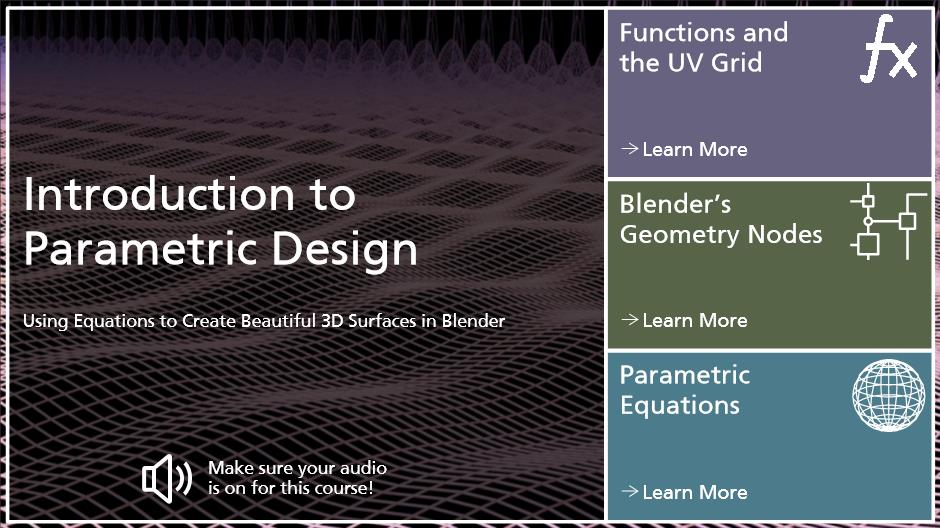 Introduction to
Parametric Design
Using Equations to Create Beautiful 3D Surfaces in Blender
Make sure your audio
is on for this course!
Functions and
the UV Grid
fx
→ Learn More
Blender’s
Geometry Nodes
→ Learn More
Parametric
Equations
→ Learn More